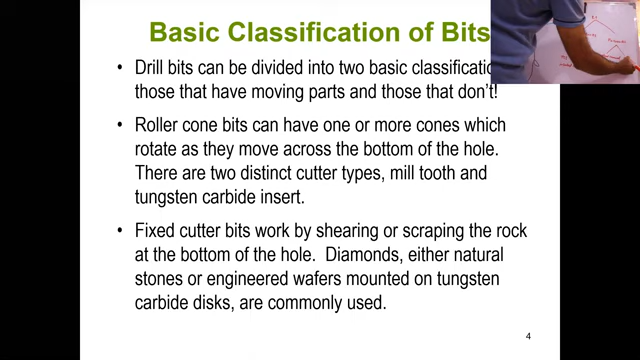 Basic Classification of Bits
• Drill bits can be divided into two basic
those that have moving parts and those that don't!
• Roller cone bits can have one or more cones which
rotate as they move across the bottom of the hole.
There are two distinct cutter types, mill tooth and
tungsten carbide insert.
• Fixed cutter bits work by shearing or scraping the rock
at the bottom of the hole. Diamonds, either natural
stones or engineered wafers mounted on tungsten
carbide disks, are commonly used.
4